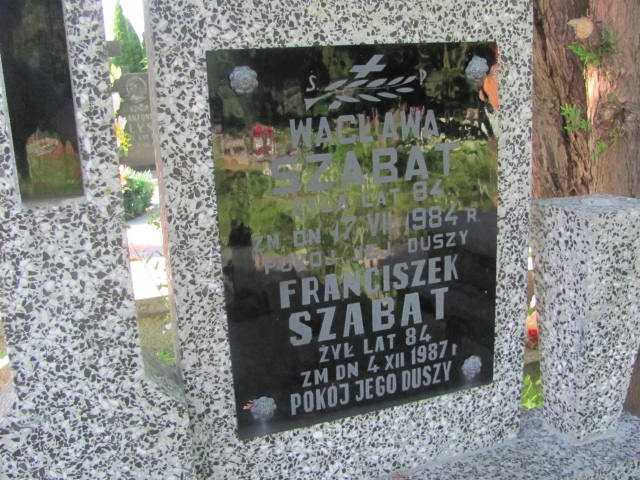 Ś P
WACŁAWA
SZABAT
ŻYŁA LAT 84
ZM. DN 17 VII 1984 R.
POKÓJ JEJ DUSZY
FRANCISZEK
SZABAT
ŻYŁ LAT 84
ZM DN 4 XII 1987 r
POKÓJ JEGO DUSZY